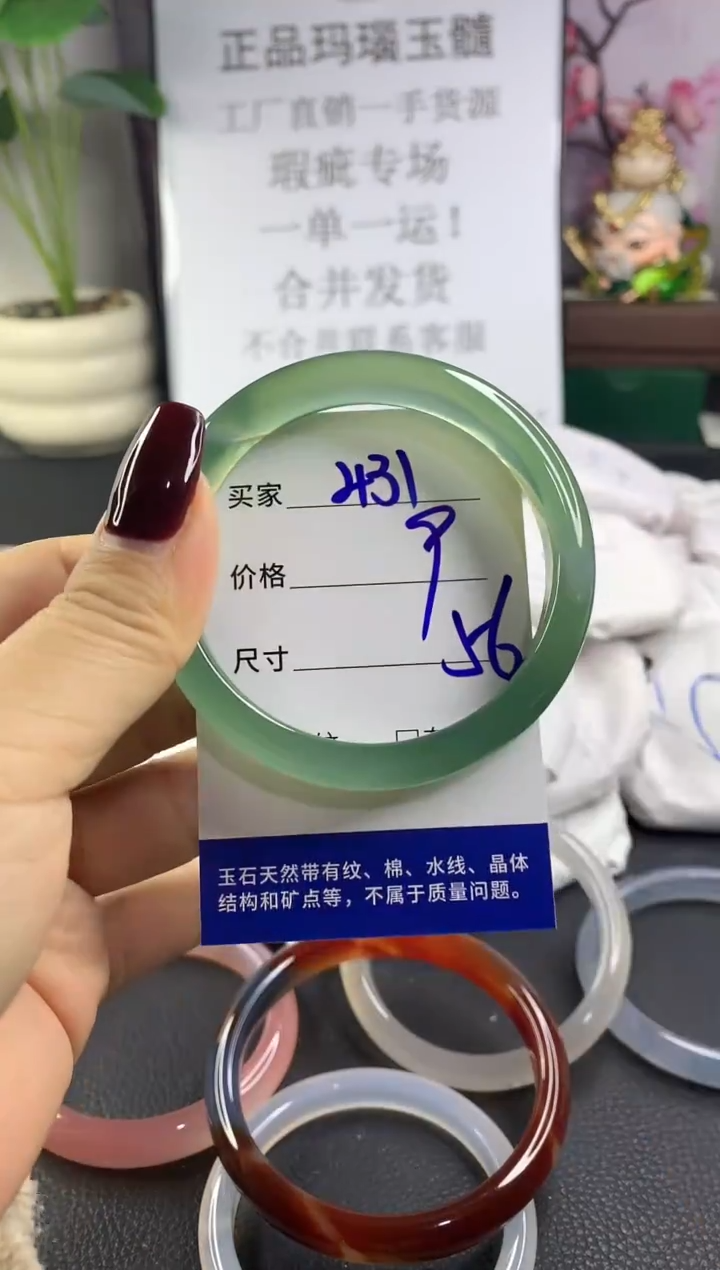 正品玛瑙玉髓
工厂直销一手货源
瑕疵专场
一单一运!
合并发货
不合并联系客服
买家 431
价格
尺寸 56
玉石天然带有纹、棉、水线、晶体
结构和矿点等，不属于质量问题。